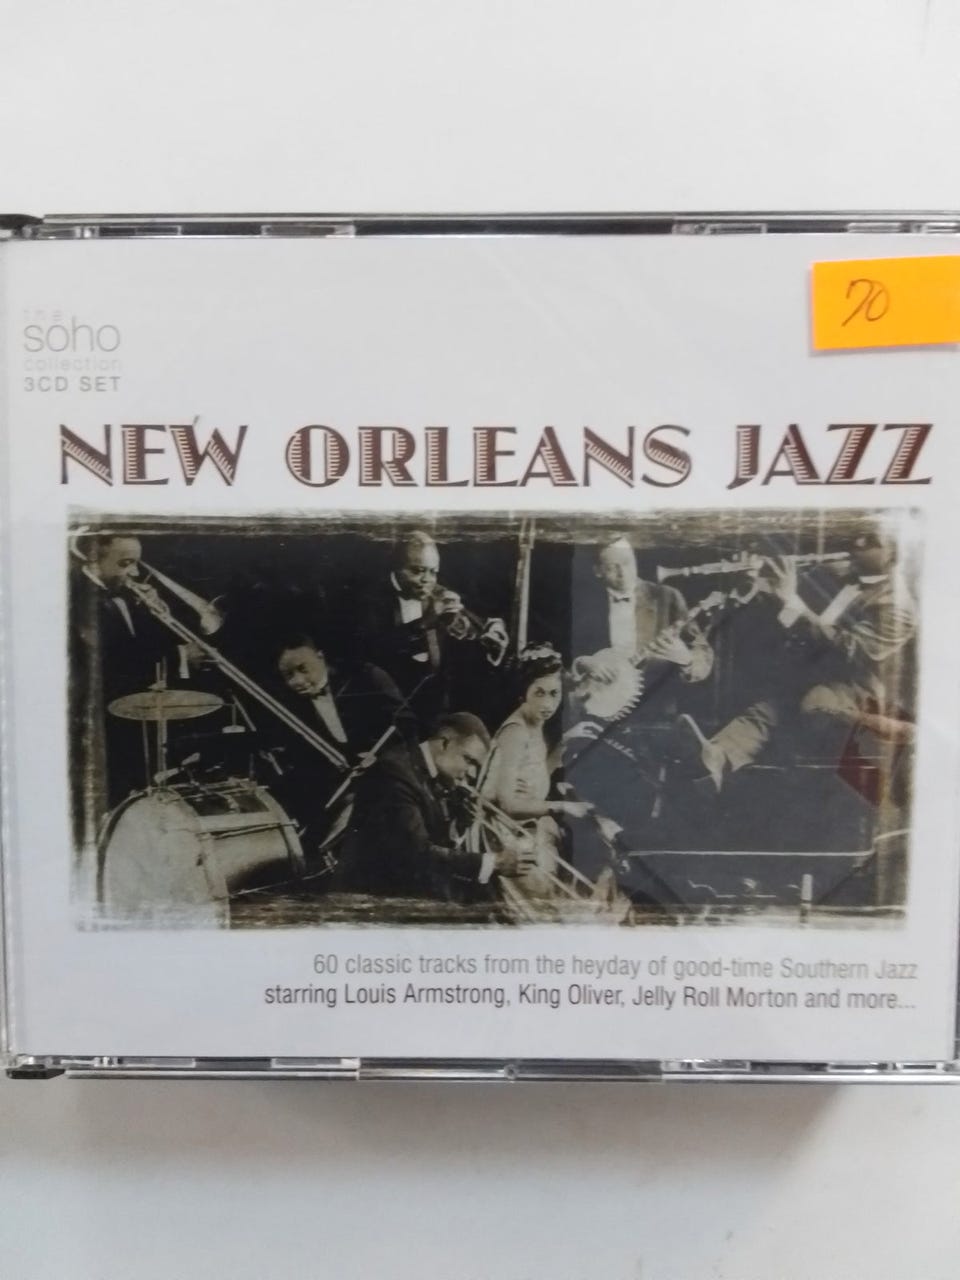 the
soho
collection
3CD SET
70
NEW ORLEANS JAZZ
60 classic tracks from the heyday of good-time Southern Jazz
starring Louis Armstrong, King Oliver, Jelly Roll Morton and more...